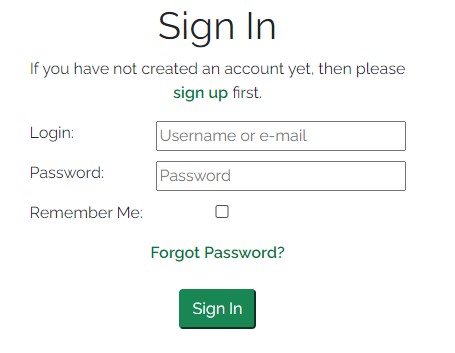 Sign In
If you have not created an account yet, then please
sign up first.
Login:
Username or e-mail
Password:
Password
Remember Me:
Forgot Password?
Sign In